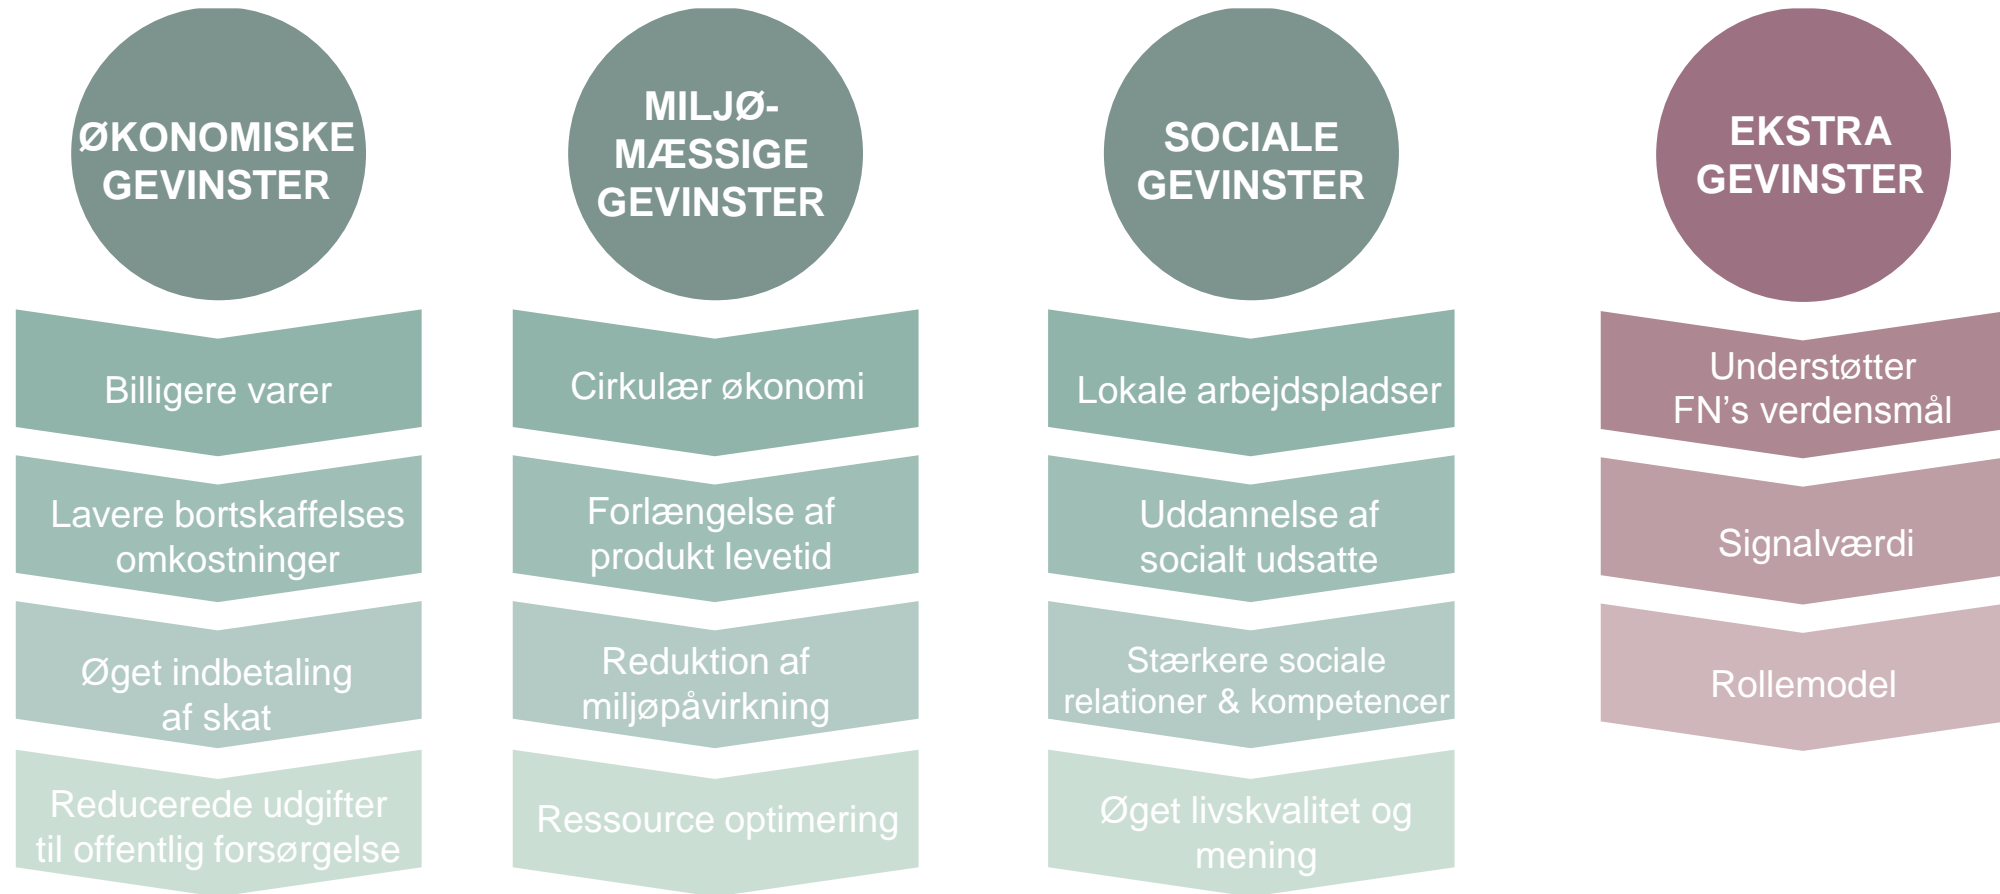 ØKONOMISKE
GEVINSTER
Billigere varer
Lavere bortskaffelses
omkostninger
Øget indbetaling
af skat
Reducerede udgifter
til offentlig forsørgelse
MILJØ-
MÆSSIGE
GEVINSTER
Cirkulær økonomi
Forlængelse af
produkt levetid
Reduktion af
miljøpåvirkning
Ressource optimering
SOCIALE
GEVINSTER
Lokale arbejdspladser
Uddannelse af
socialt udsatte
Stærkere sociale
relationer & kompetencer
Øget livskvalitet og
mening
EKSTRA
GEVINSTER
Understøtter
FN's verdensmål
Signalværdi
Rollemodel